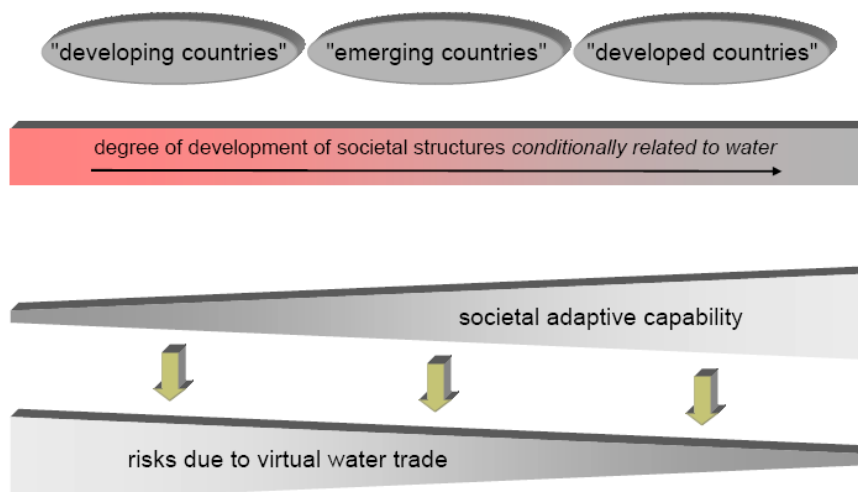 "developing countries" "emerging countries" "developed countries"
degree of development of societal structures conditionally related to water
societal adaptive capability
risks due to virtual water trade